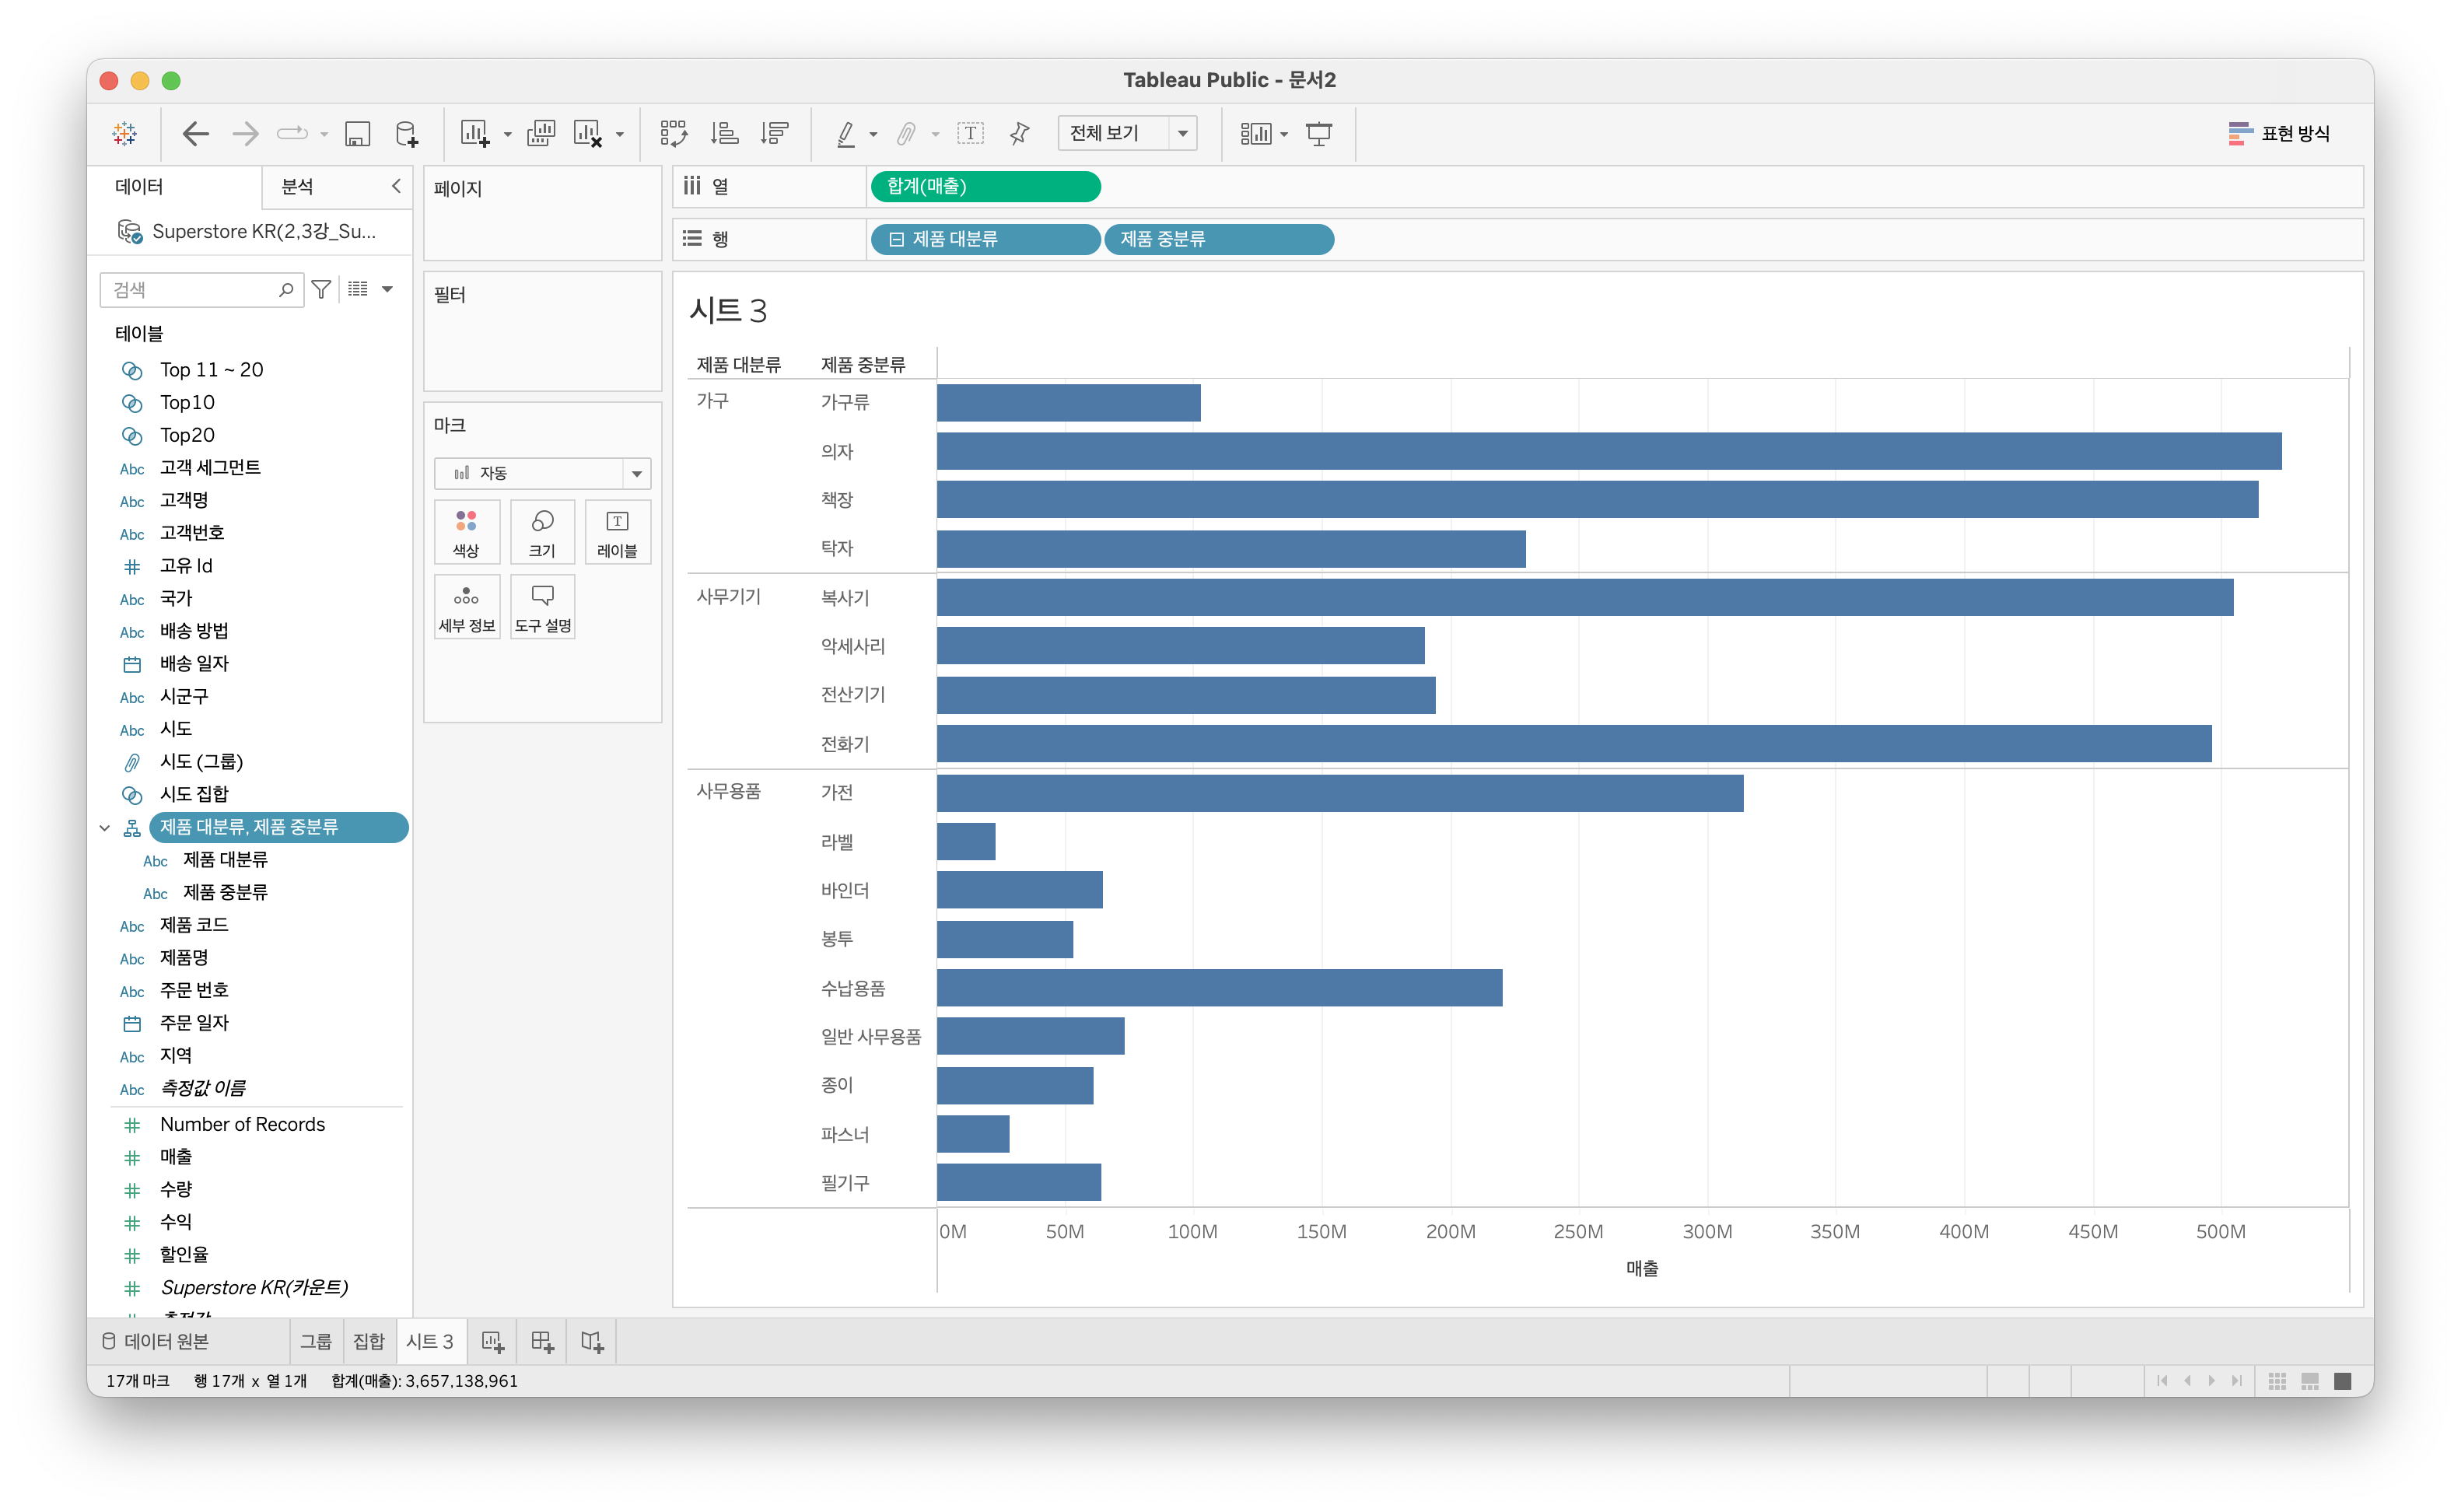 Tableau Public - 문서2
전체 보기
표현 방식
데이터
분석
Superstore KR(2,3강_Su...
검색
테이블
Top 11 ~ 20
Top10
Top20
Abc 고객 세그먼트
Abc 고객명
Abc 고객번호
고유 Id
Abc 국가
Abc 배송 방법
배송 일자
Abc 시군구
Abc 시도
시도 (그룹)
시도 집합
제품 대분류, 제품 중분류
Abc 제품 대분류
Abc 제품 중분류
Abc 제품 코드
Abc 제품명
Abc 주문 번호
주문 일자
Abc 지역
Abc 측정값 이름
Number of Records
매출
수량
수익
할인율
Superstore KR(카운트)
페이지
필터
마크
자동
색상
크기
레이블
세부 정보
도구 설명
열
합계(매출)
행
제품 대분류
제품 중분류
시트 3
제품 대분류 제품 중분류
가구
가구류
의자
책장
탁자
사무기기
복사기
악세사리
전산기기
전화기
사무용품
가전
라벨
바인더
봉투
수납용품
일반 사무용품
종이
파스너
필기구
0M 50M 100M 150M 200M 250M 300M 350M 400M 450M 500M
매출
데이터 원본
그룹
집합
시트 3
17개 마크 행 17개 x 열 1개 합계(매출): 3,657,138,961